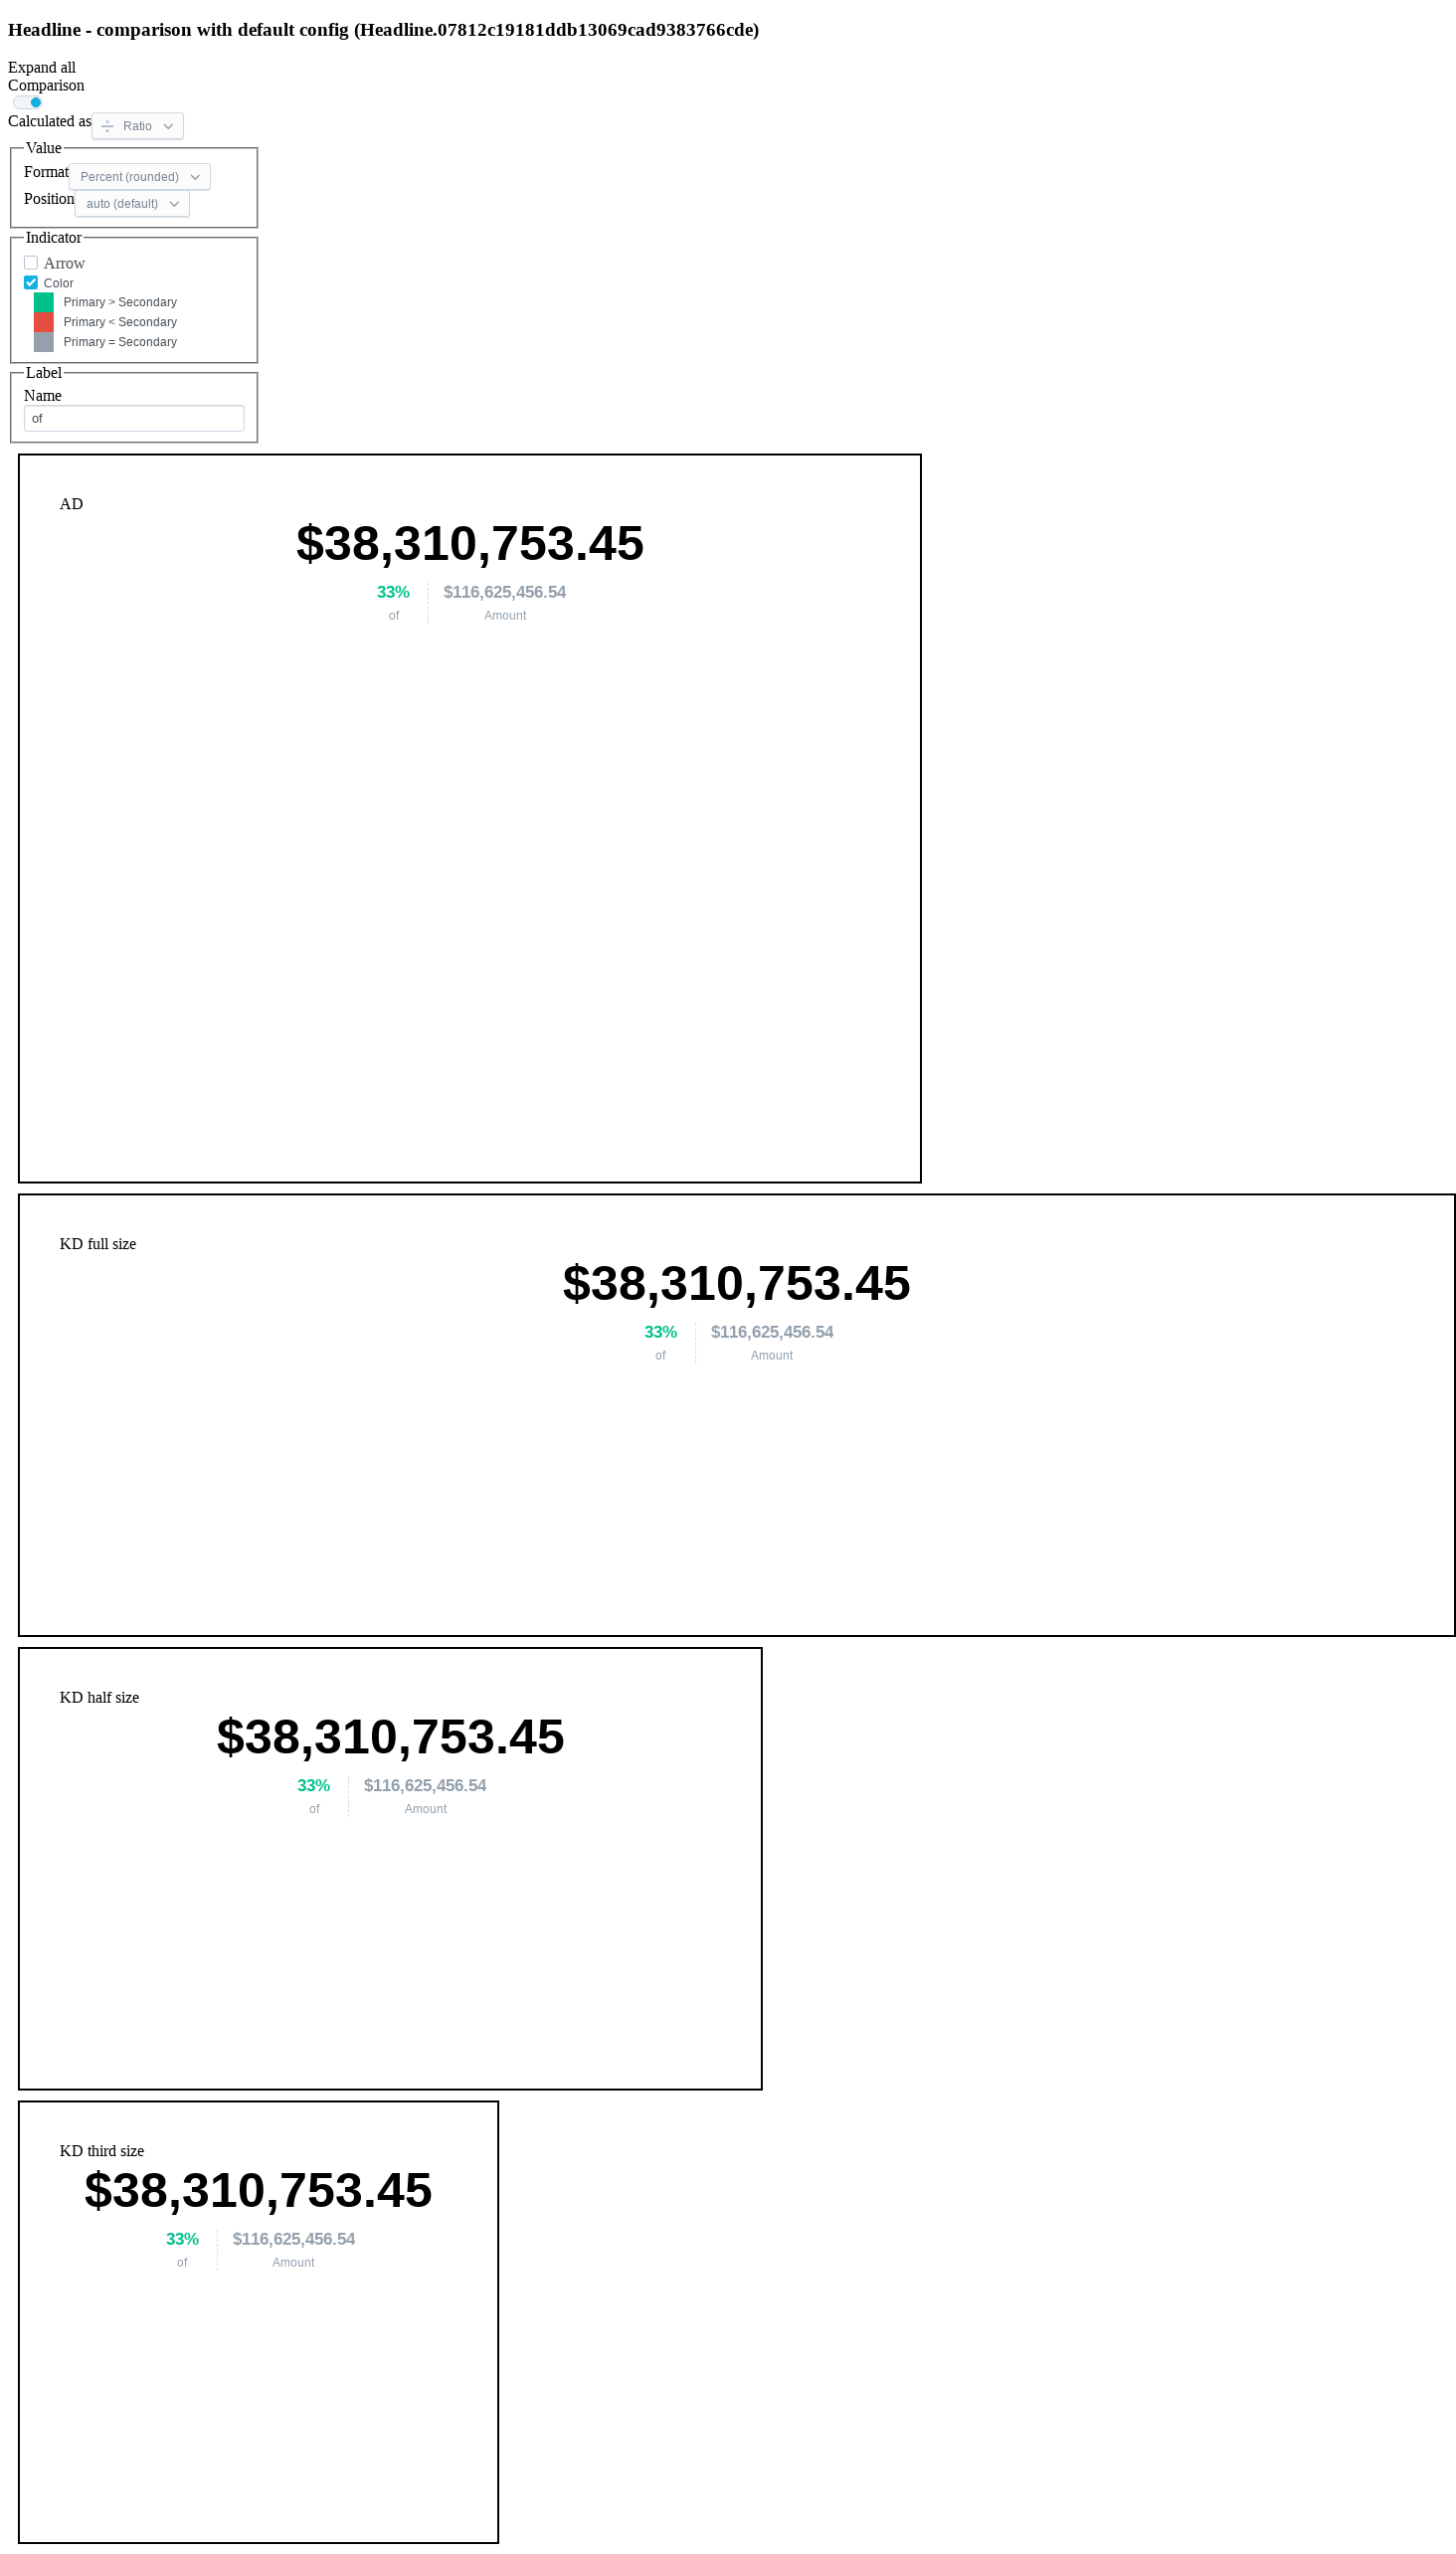 Headline - comparison with default config (Headline.07812c19181ddb13069cad9383766cde)
Expand all
Comparison
Calculated as Ratio
Value
Format Percent (rounded)
Position auto (default)
Indicator
Arrow
Color
Primary > Secondary
Primary < Secondary
Primary = Secondary
Label
Name
of
AD
$38,310,753.45
33% $116,625,456.54
of Amount
KD full size
$38,310,753.45
33% $116,625,456.54
of Amount
KD half size
$38,310,753.45
33% $116,625,456.54
of Amount
KD third size
$38,310,753.45
33% $116,625,456.54
of Amount